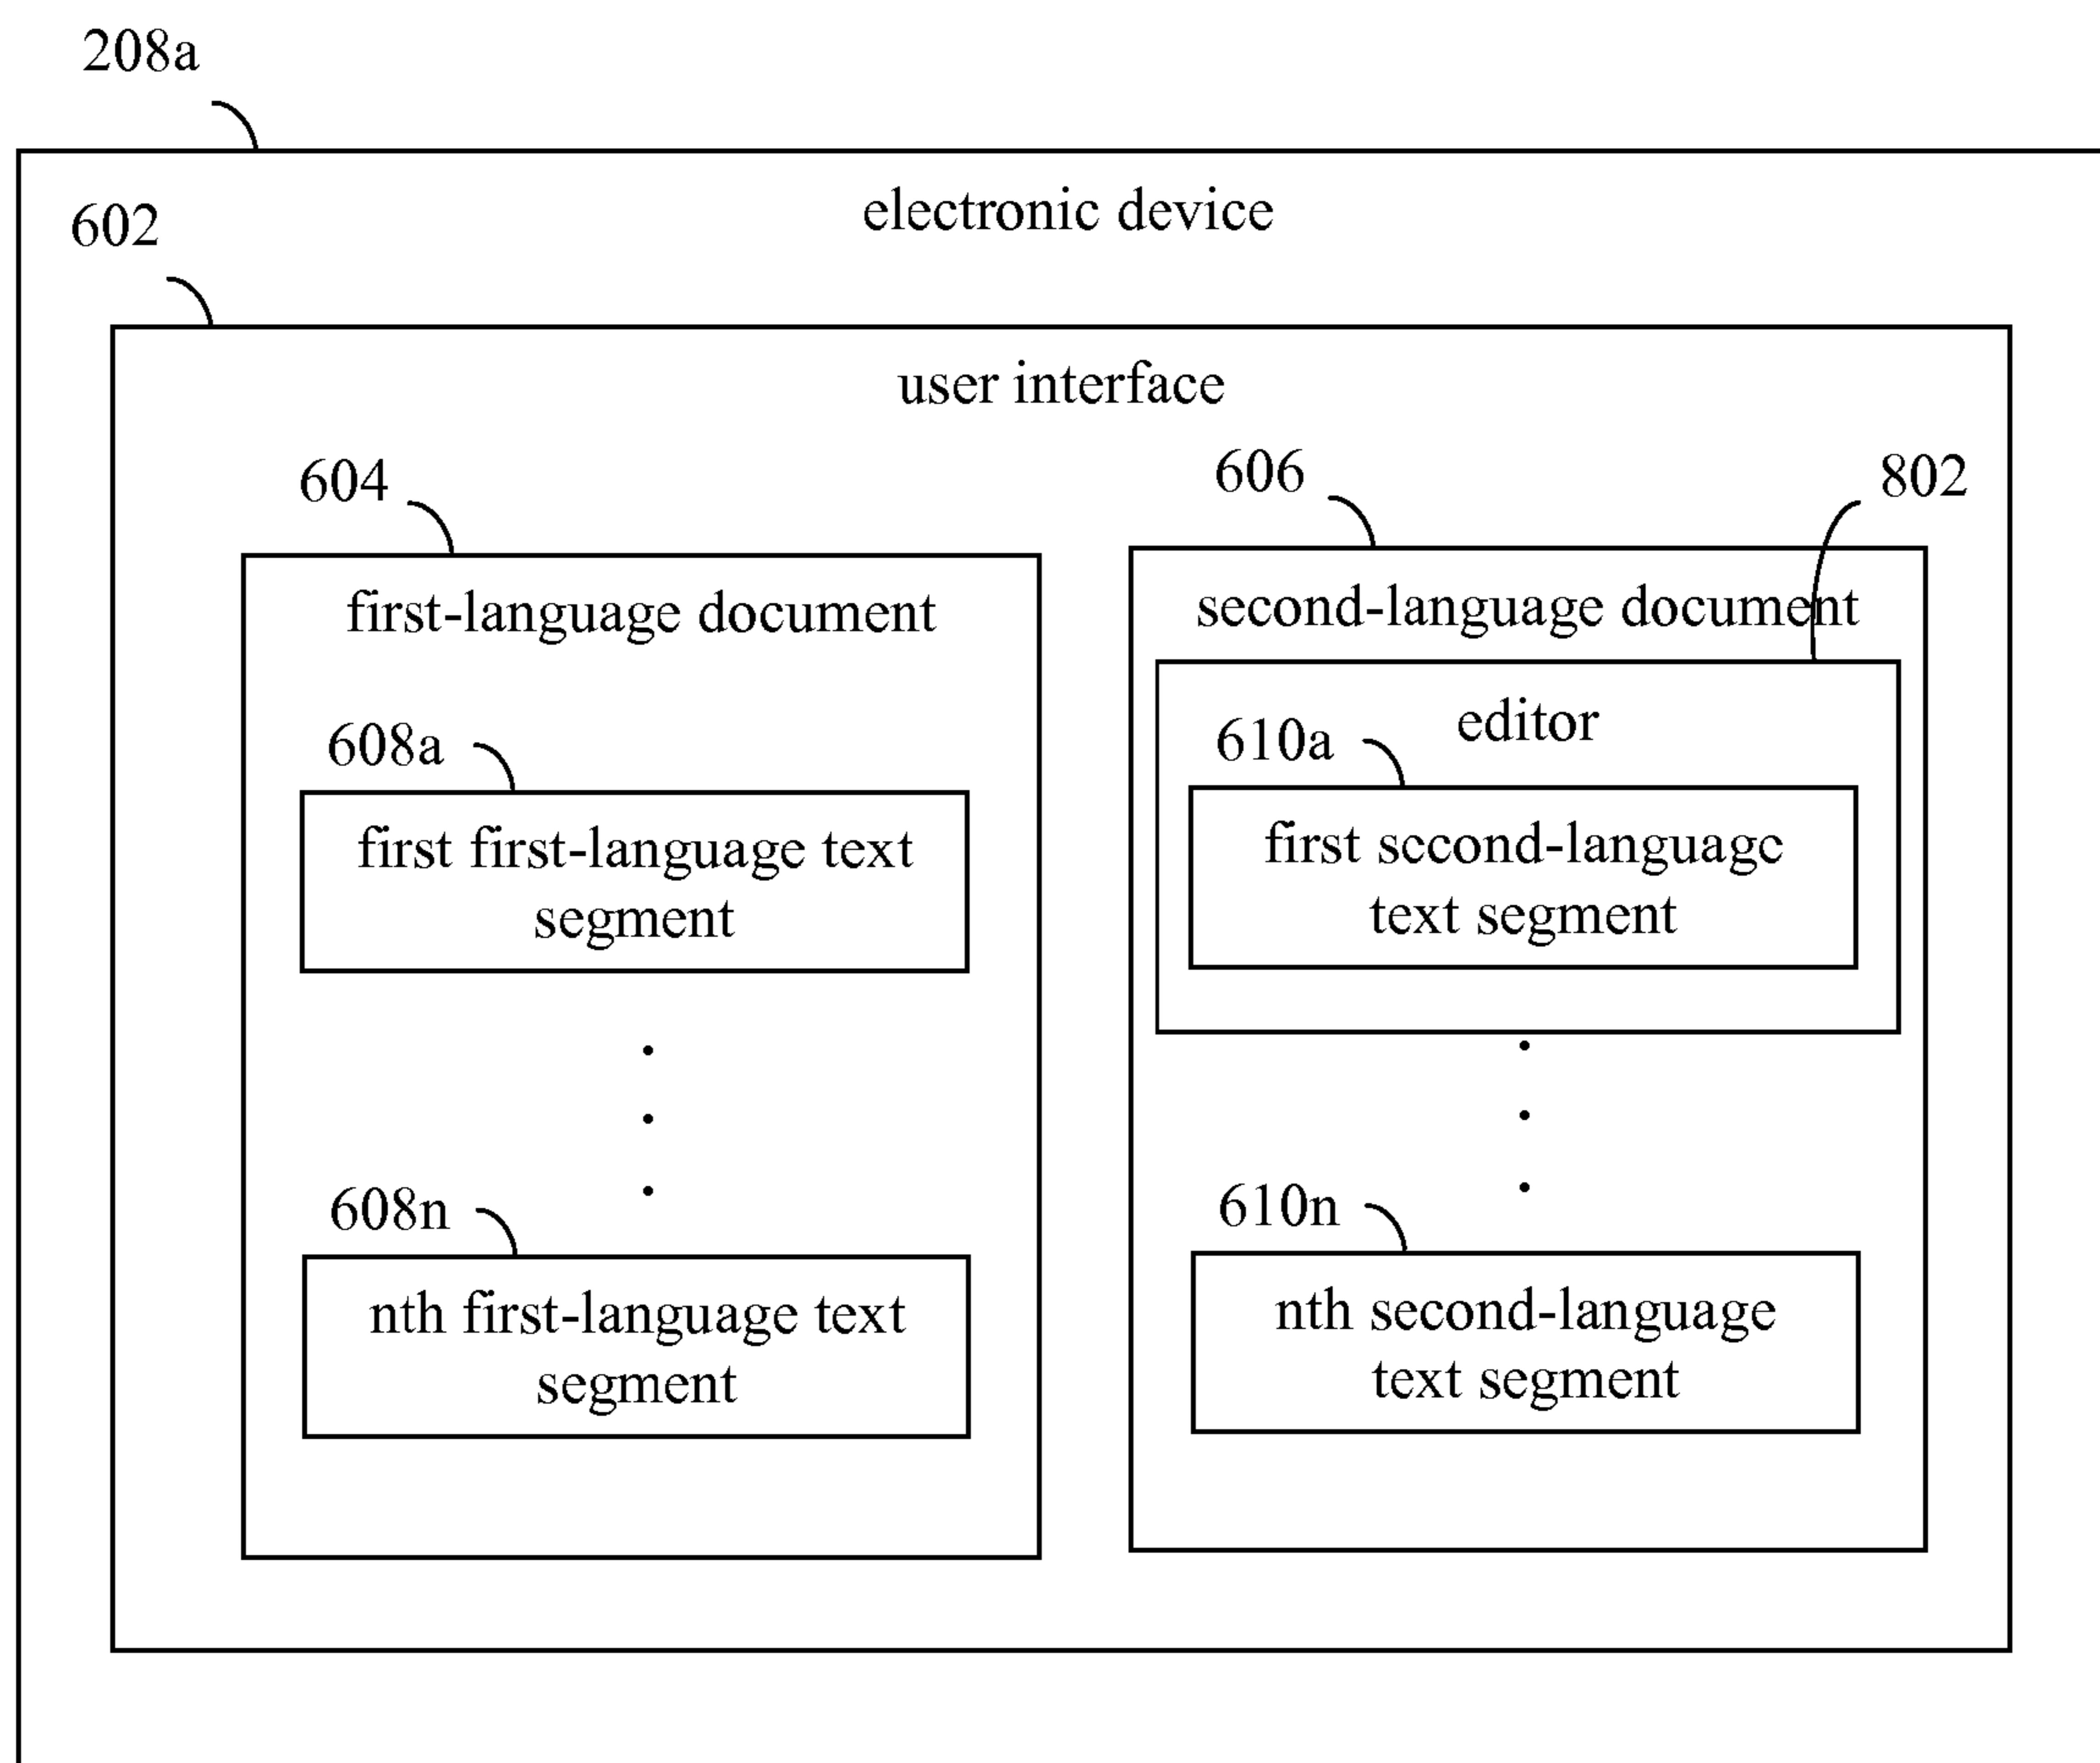 208a
electronic device
602
user interface
604
606
802
first-language document
second-language document
editor
608a
610a
first first-language text
segment
first second-language
text segment
608n
610n
nth first-language text
segment
nth second-language
text segment